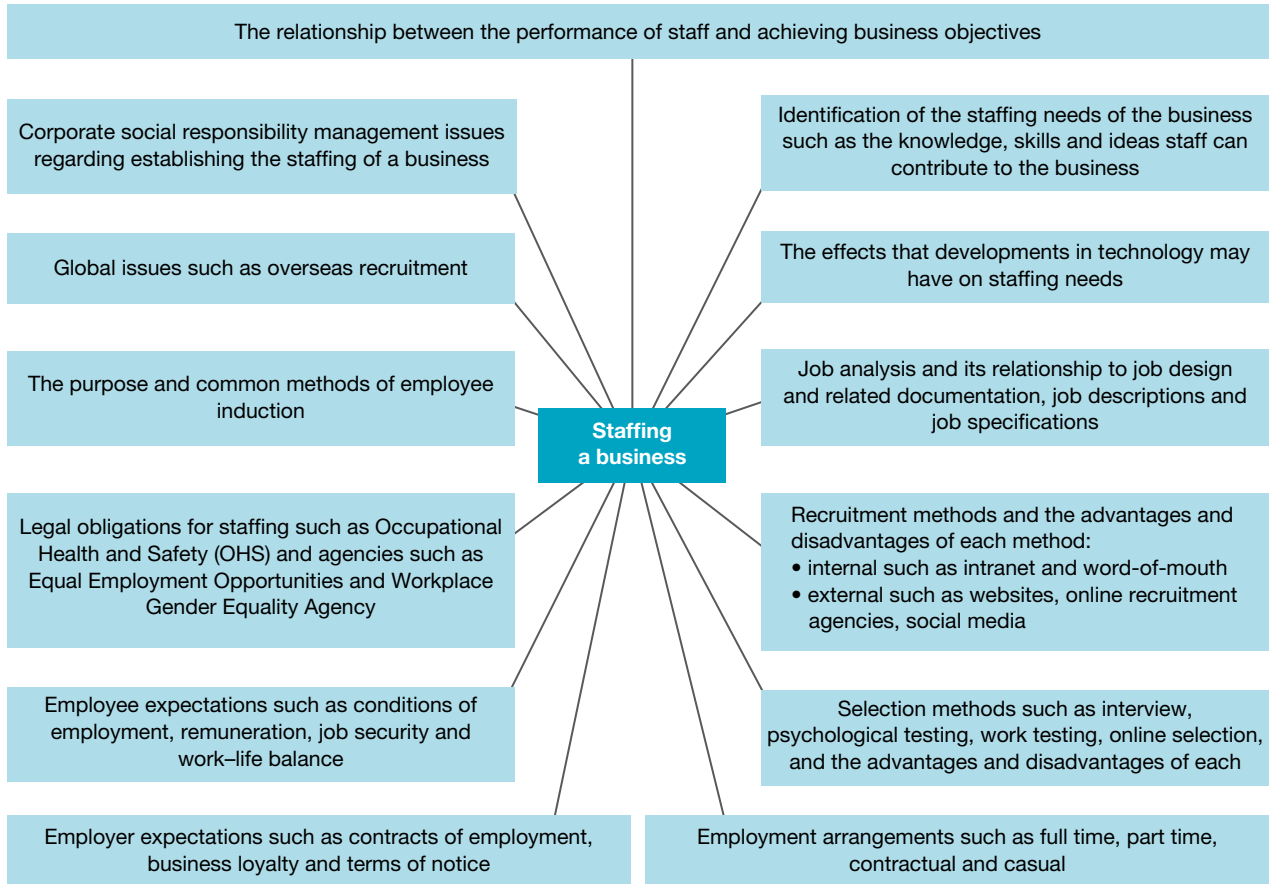 The relationship between the performance of staff and achieving business objectives
Corporate social responsibility management issues
regarding establishing the staffing of a business
Identification of the staffing needs of the business
such as the knowledge, skills and ideas staff can
contribute to the business
Global issues such as overseas recruitment
The effects that developments in technology may
have on staffing needs
The purpose and common methods of employee
induction
Job analysis and its relationship to job design
and related documentation, job descriptions and
job specifications
Staffing
a business
Legal obligations for staffing such as Occupational
Health and Safety (OHS) and agencies such as
Equal Employment Opportunities and Workplace
Gender Equality Agency
Recruitment methods and the advantages and
disadvantages of each method:
• internal such as intranet and word-of-mouth
• external such as websites, online recruitment
agencies, social media
Employee expectations such as conditions of
employment, remuneration, job security and
work–life balance
Selection methods such as interview,
psychological testing, work testing, online selection,
and the advantages and disadvantages of each
Employer expectations such as contracts of employment,
business loyalty and terms of notice
Employment arrangements such as full time, part time,
contractual and casual